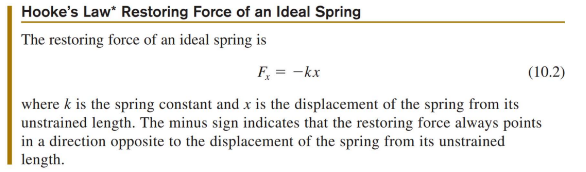 Hooke's Law* Restoring Force of an Ideal Spring
The restoring force of an ideal spring is
Fx = −kx (10.2)
where k is the spring constant and x is the displacement of the spring from its
unstrained length. The minus sign indicates that the restoring force always points
in a direction opposite to the displacement of the spring from its unstrained
length.